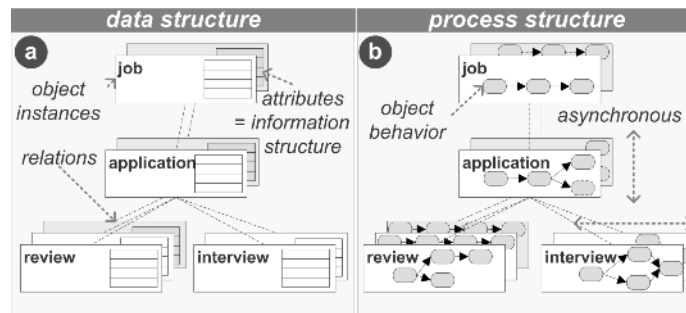 data structure
process structure
a
job
object
instances
attributes
= information
structure
relations
application
review
interview
b
job
object
behavior
asynchronous
application
review
interview